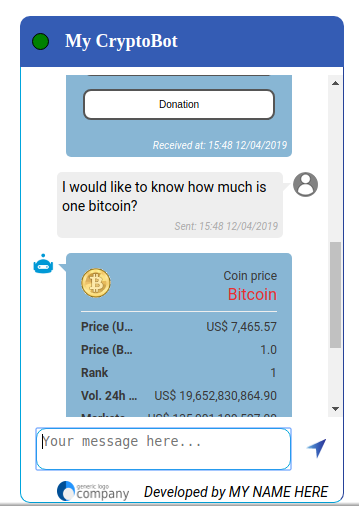 My CryptoBot
Donation
Received at: 15:48 12/04/2019
I would like to know how much is
one bitcoin?
Sent: 15:48 12/04/2019
Coin price
Bitcoin
Price (U... US$ 7,465.57
Price (B... 1.0
Rank 1
Vol. 24h ... US$ 19,652,830,864.90
Your message here...
generic logo
company
Developed by MY NAME HERE